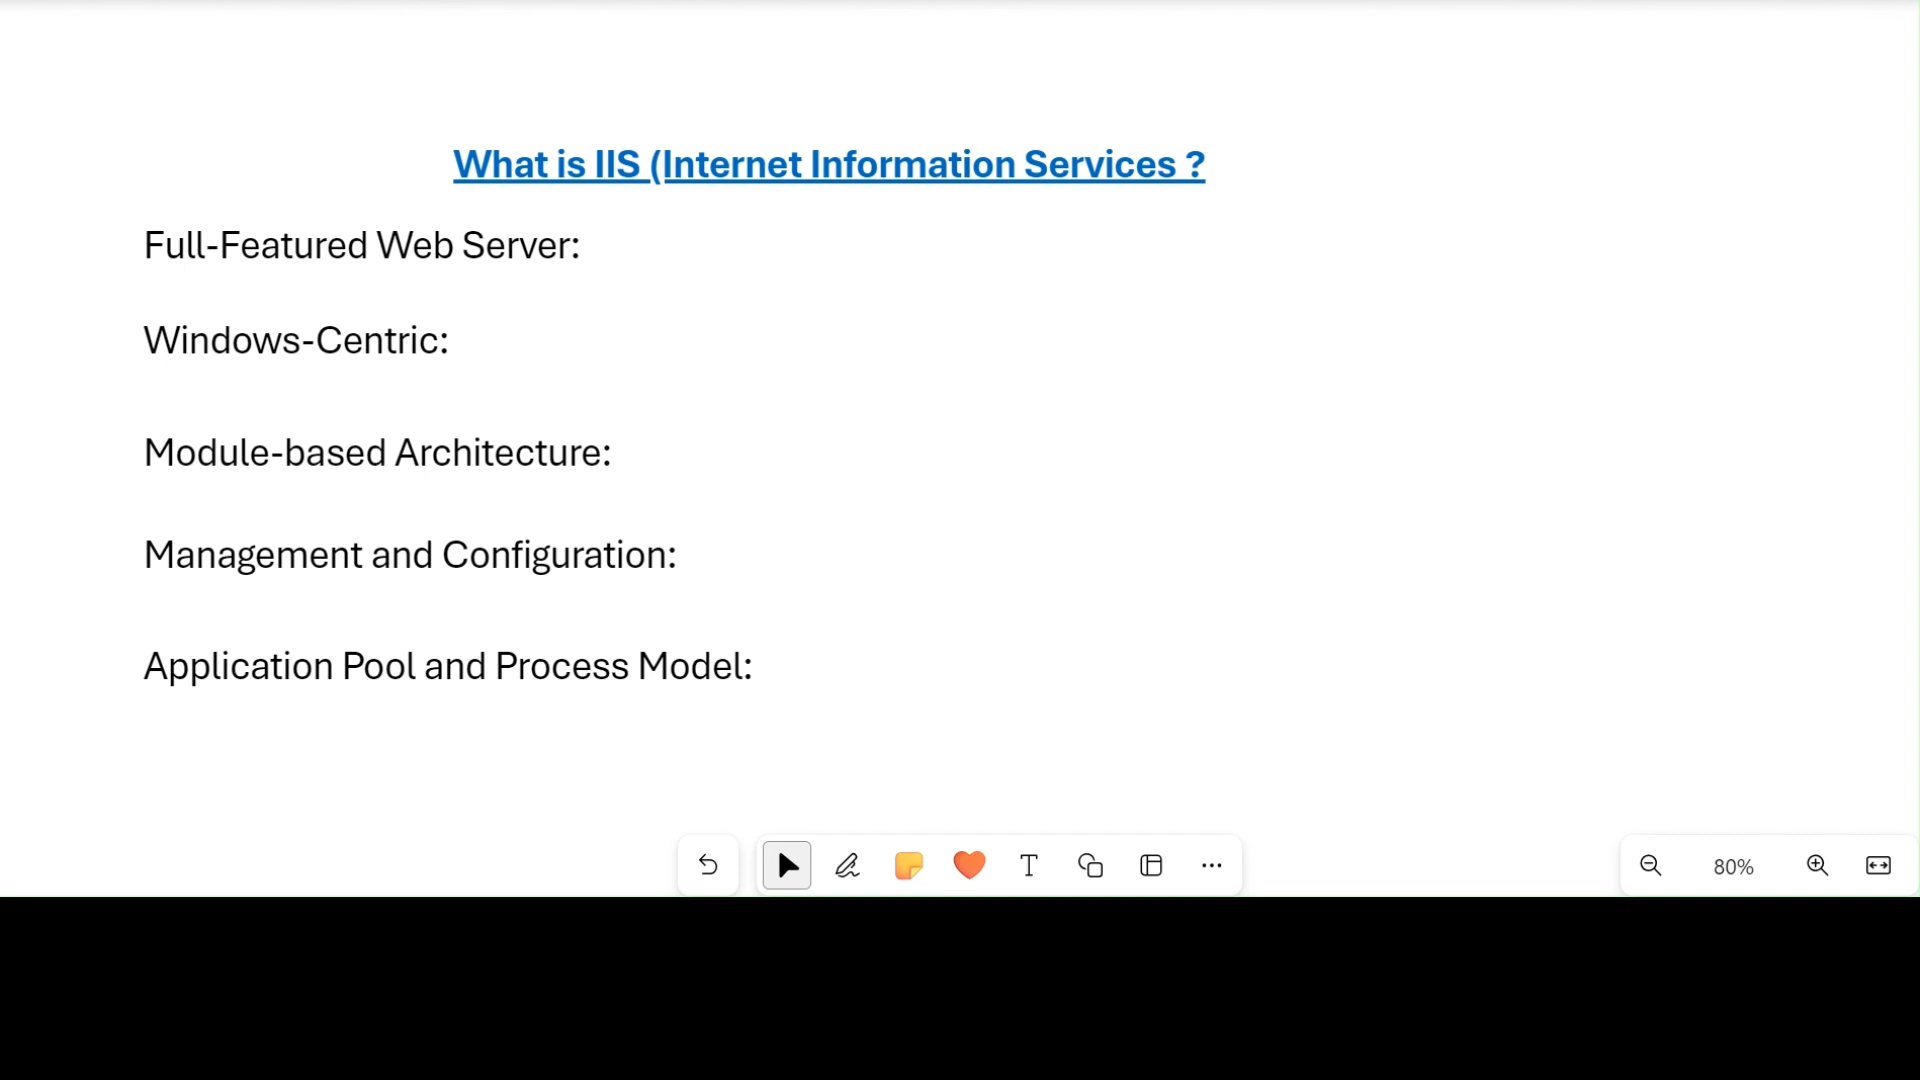 What is IIS (Internet Information Services ?
Full-Featured Web Server:
Windows-Centric:
Module-based Architecture:
Management and Configuration:
Application Pool and Process Model:
80%